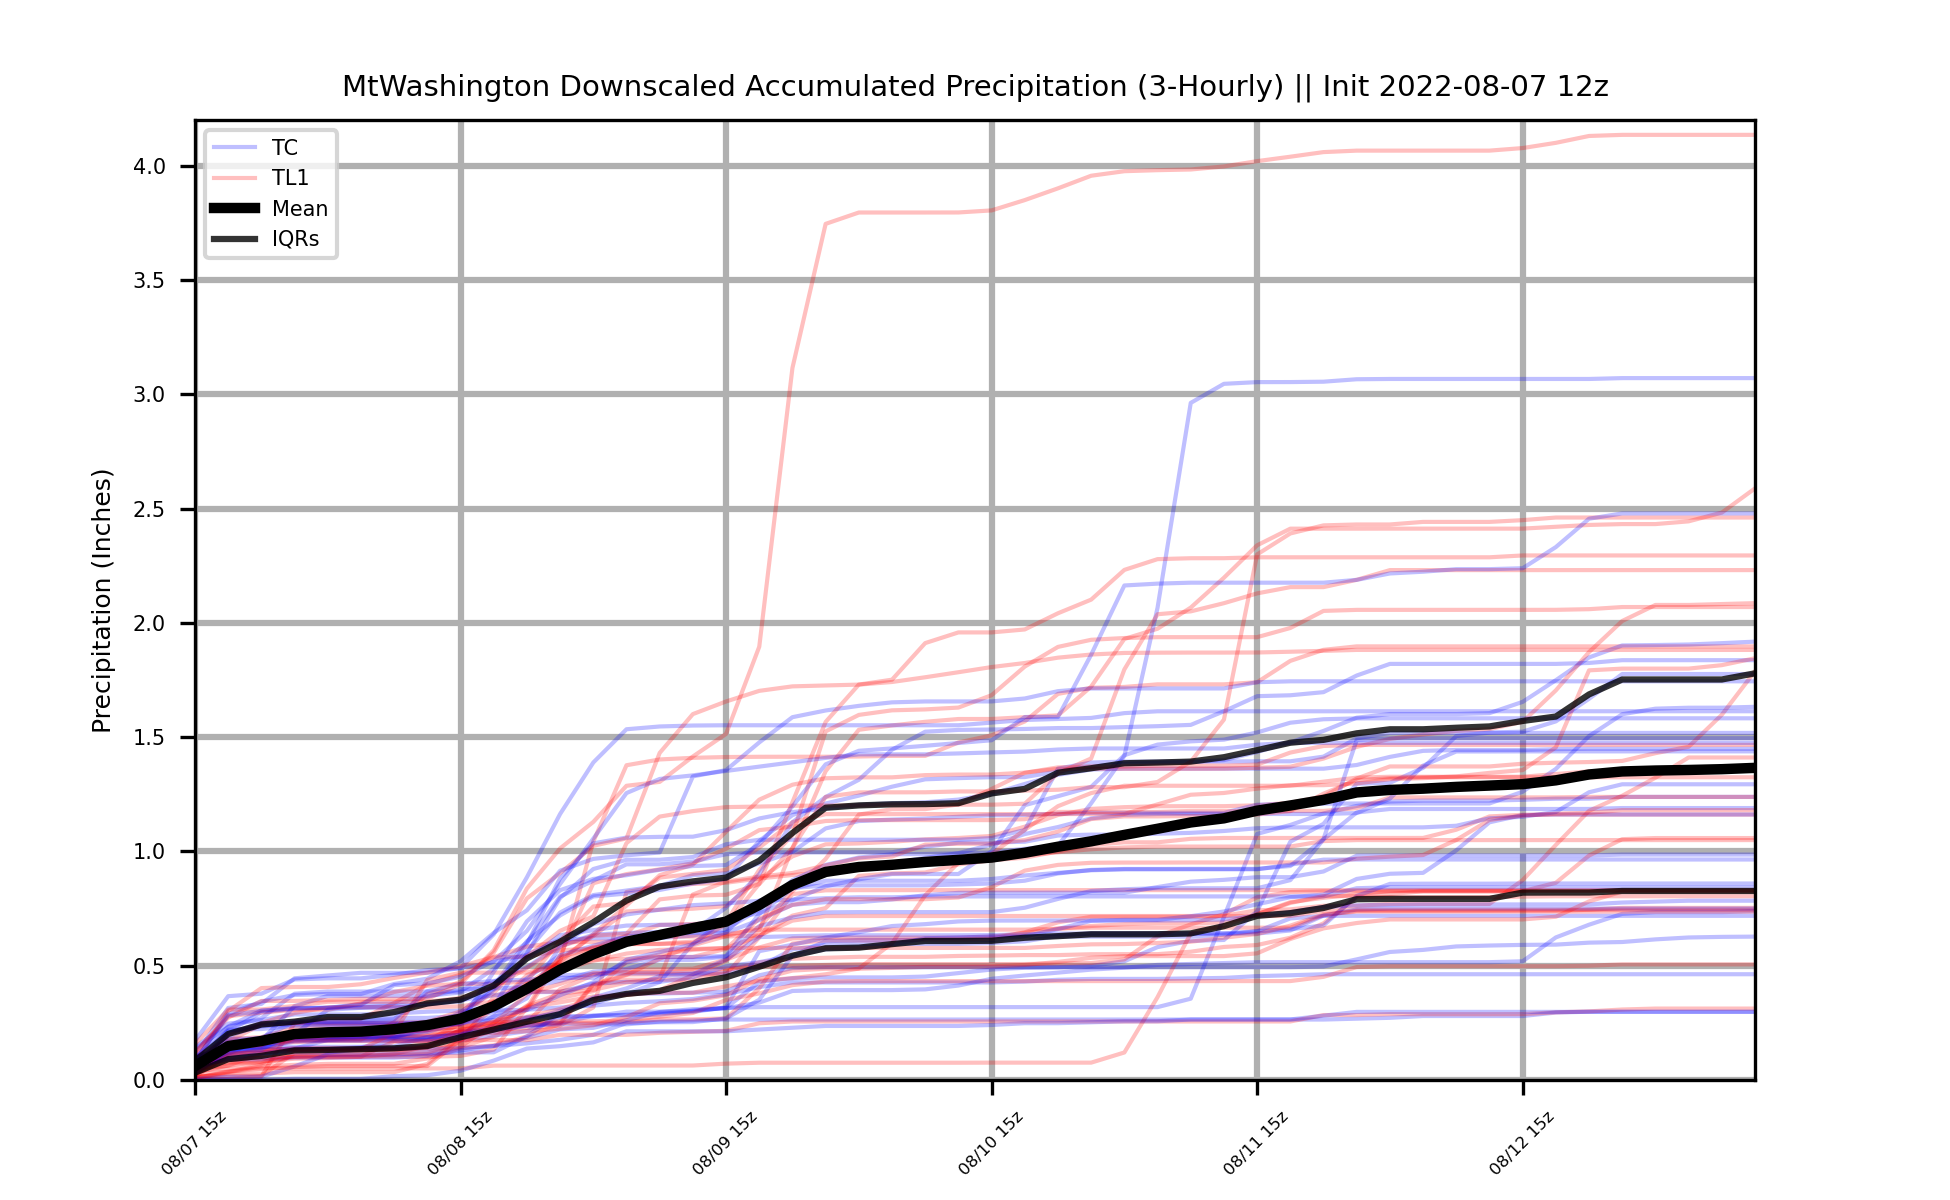 MtWashington Downscaled Accumulated Precipitation (3-Hourly) || Init 2022-08-07 12z
TC
TL1
Mean
IQRs
Precipitation (Inches)
4.0
3.5
3.0
2.5
2.0
1.5
1.0
0.5
0.0
08/07 15z
08/08 15z
08/09 15z
08/10 15z
08/11 15z
08/12 15z